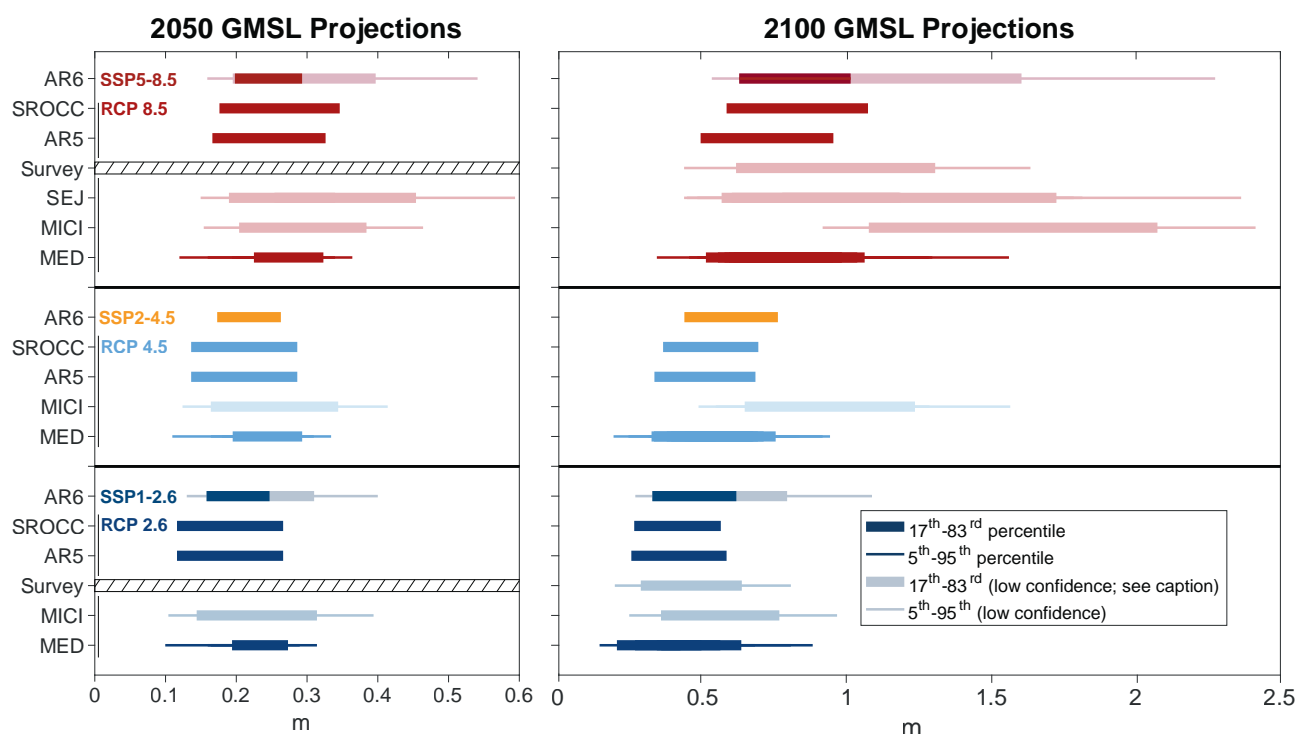 2050 GMSL Projections
2100 GMSL Projections
AR6 SSP5-8.5
SROCC RCP 8.5
AR5
Survey
SEJ
MICI
MED
AR6 SSP2-4.5
SROCC RCP 4.5
AR5
MICI
MED
AR6 SSP1-2.6
SROCC RCP 2.6
AR5
Survey
MICI
MED
17th-83rd percentile
5th-95th percentile
17th-83rd (low confidence; see caption)
5th-95th (low confidence)
0 0.1 0.2 0.3 0.4 0.5 0.6
m
0 0.5 1 1.5 2 2.5
m